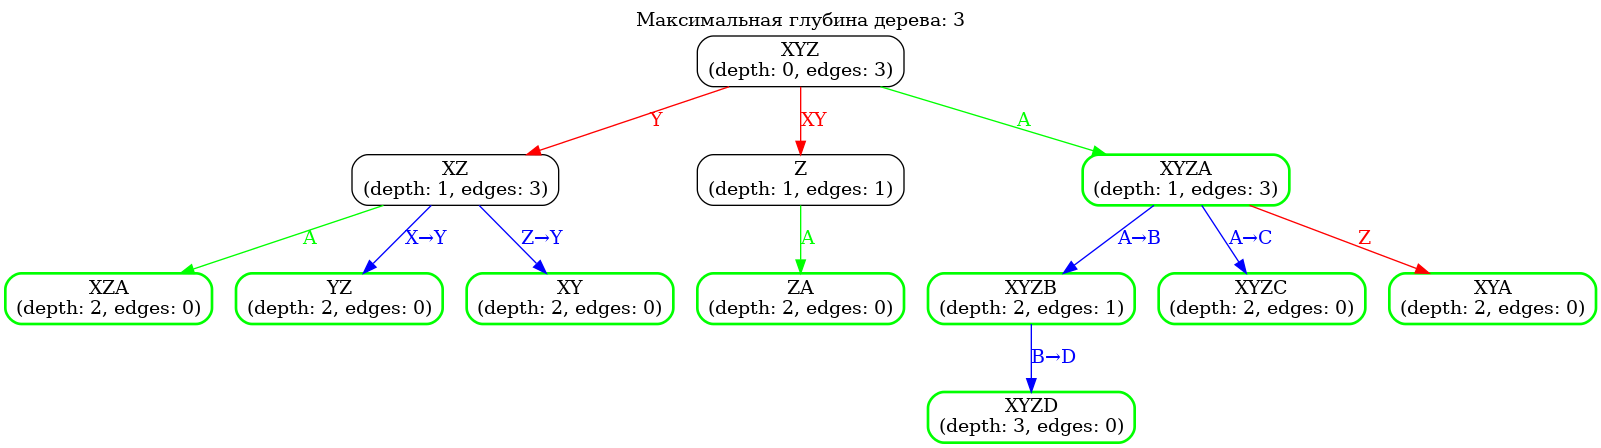 Максимальная глубина дерева: 3
XYZ
(depth: 0, edges: 3)
Y
XY
A
XZ
(depth: 1, edges: 3)
Z
(depth: 1, edges: 1)
XYZA
(depth: 1, edges: 3)
A
X→Y
Z→Y
A
A→B
A→C
Z
XZA
(depth: 2, edges: 0)
YZ
(depth: 2, edges: 0)
XY
(depth: 2, edges: 0)
ZA
(depth: 2, edges: 0)
XYZB
(depth: 2, edges: 1)
XYZC
(depth: 2, edges: 0)
XYA
(depth: 2, edges: 0)
B→D
XYZD
(depth: 3, edges: 0)